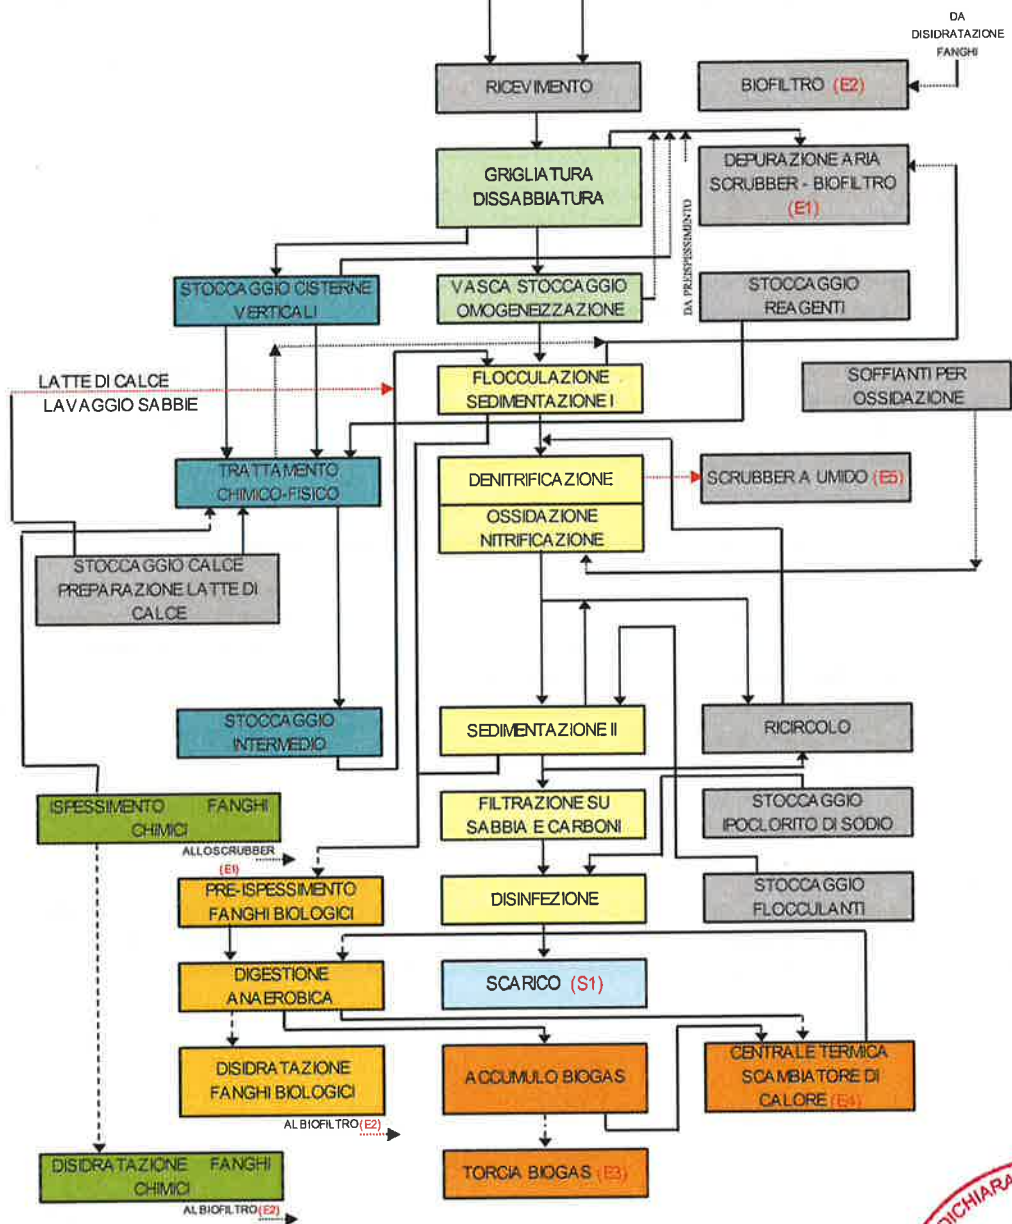 DA
DISIDRATAZIONE
FANGHI
RICEVIMENTO
BIOFILTRO (E2)
GRIGLIATURA
DISSABBIATURA
DEPURAZIONE ARIA
SCRUBBER - BIOFILTRO
(E1)
DA PREISPESSIMENTO
STOCCAGGIO CISTERNE
VERTICALI
VASCA STOCCAGGIO
OMOGENEIZZAZIONE
STOCCAGGIO
REAGENTI
LATTE DI CALCE
LAVAGGIO SABBIE
FLOCCULAZIONE
SEDIMENTAZIONE I
SOFFIANTI PER
OSSIDAZIONE
TRATTAMENTO
CHIMICO-FISICO
DENITRIFICAZIONE
SCRUBBER A UMIDO (E5)
OSSIDAZIONE
NITRIFICAZIONE
STOCCAGGIO CALCE
PREPARAZIONE LATTE DI
CALCE
STOCCAGGIO
INTERMEDIO
SEDIMENTAZIONE II
RICIRCOLO
ISPESSIMENTO FANGHI
CHIMICI
FILTRAZIONE SU
SABBIA E CARBONI
STOCCAGGIO
IPOCLORITO DI SODIO
ALLO SCRUBBER
(E1)
PRE-ISPESSIMENTO
FANGHI BIOLOGICI
DISINFEZIONE
STOCCAGGIO
FLOCCULANTI
DIGESTIONE
ANAEROBICA
SCARICO (S1)
DISIDRATAZIONE
FANGHI BIOLOGICI
ACCUMULO BIOGAS
CENTRALE TERMICA
SCAMBIATORE DI
CALORE (E4)
AL BIOFILTRO (E2)
DISIDRATAZIONE FANGHI
CHIMICI
TORCIA BIOGAS (E3)
AL BIOFILTRO (E2)
DICHIARA